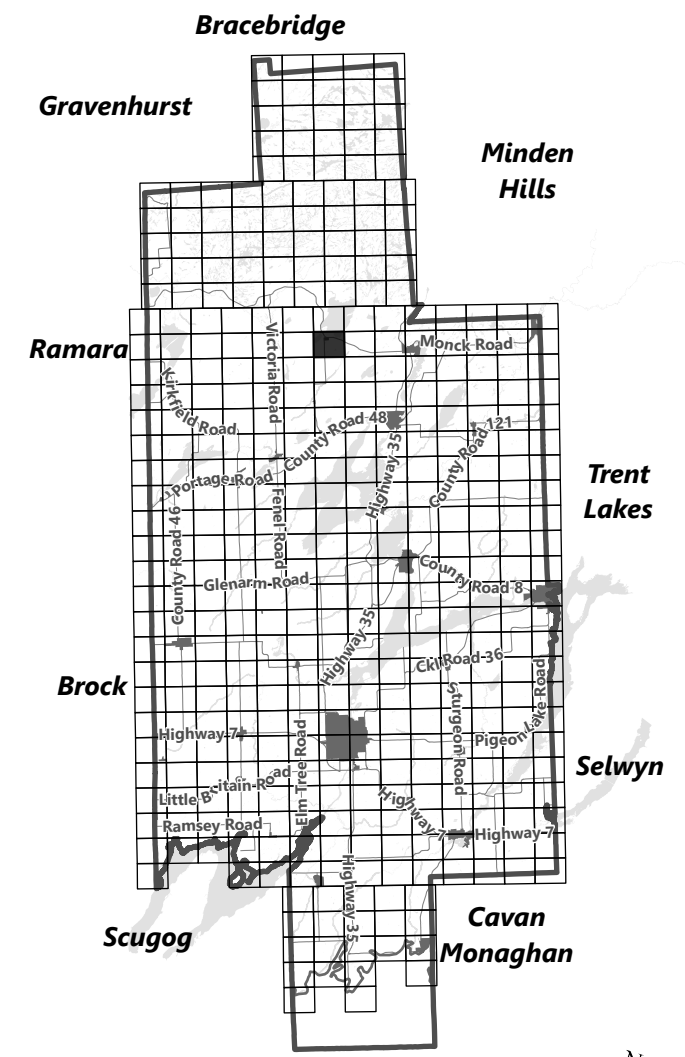 Bracebridge
Gravenhurst
Minden
Hills
Ramara
Victoria Road
Monck Road
Kirkfield Road
County Road 48
Highway 35
County Road 121
Portage Road
Trent
Lakes
Fenel Road
County Road 46
Glenarm Road
County Road 8
Highway 35
Ckl Road 36
Brock
Sturgeon Road
Pigeon Lake Road
Highway 7
Elm Tree Road
Selwyn
Little Britain Road
Highway 7
Ramsey Road
Highway 7
Highway 35
Scugog
Cavan
Monaghan
N